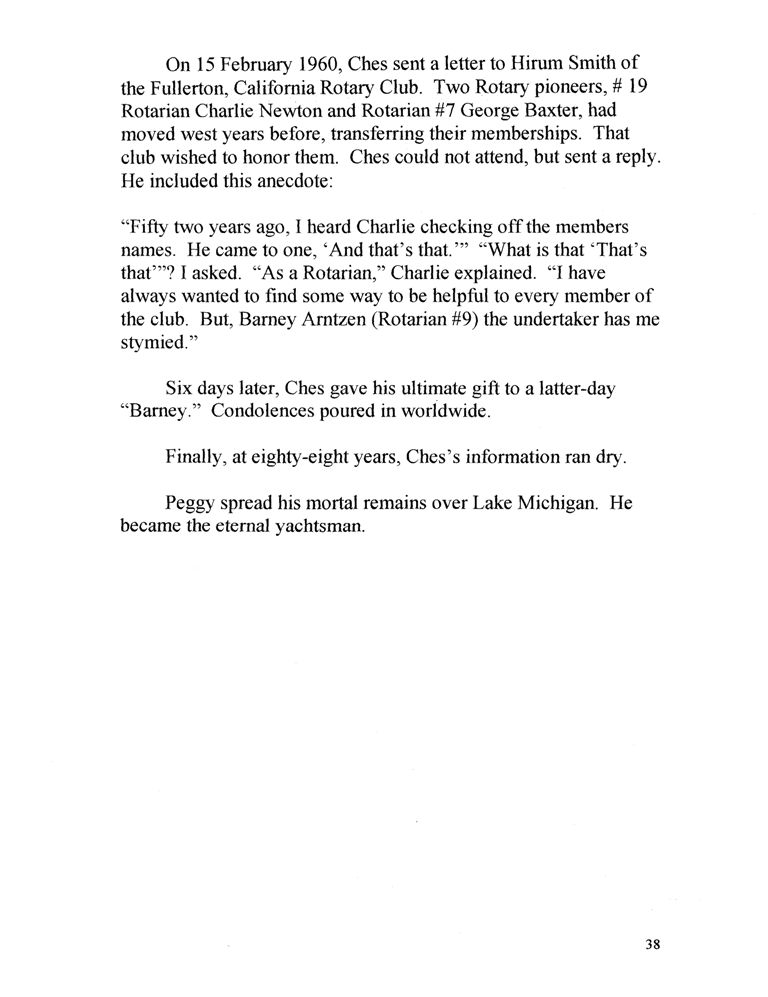 On 15 February 1960, Ches sent a letter to Hirum Smith of
the Fullerton, California Rotary Club.  Two Rotary pioneers, # 19
Rotarian Charlie Newton and Rotarian #7 George Baxter, had
moved west years before, transferring their memberships.  That
club wished to honor them.  Ches could not attend, but sent a reply.
He included this anecdote:

“Fifty two years ago, I heard Charlie checking off the members
names.  He came to one, ‘And that’s that.’”  “What is that ‘That’s
that’”? I asked.  “As a Rotarian,” Charlie explained.  “I have
always wanted to find some way to be helpful to every member of
the club.  But, Barney Arntzen (Rotarian #9) the undertaker has me
stymied.”

Six days later, Ches gave his ultimate gift to a latter-day
“Barney.”  Condolences poured in worldwide.

Finally, at eighty-eight years, Ches’s information ran dry.

Peggy spread his mortal remains over Lake Michigan.  He
became the eternal yachtsman.

38